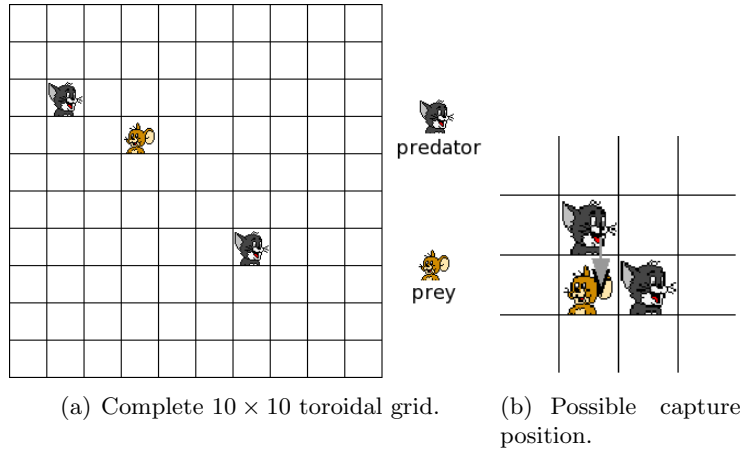 predator
prey
(a) Complete 10 × 10 toroidal grid.
(b) Possible capture
position.